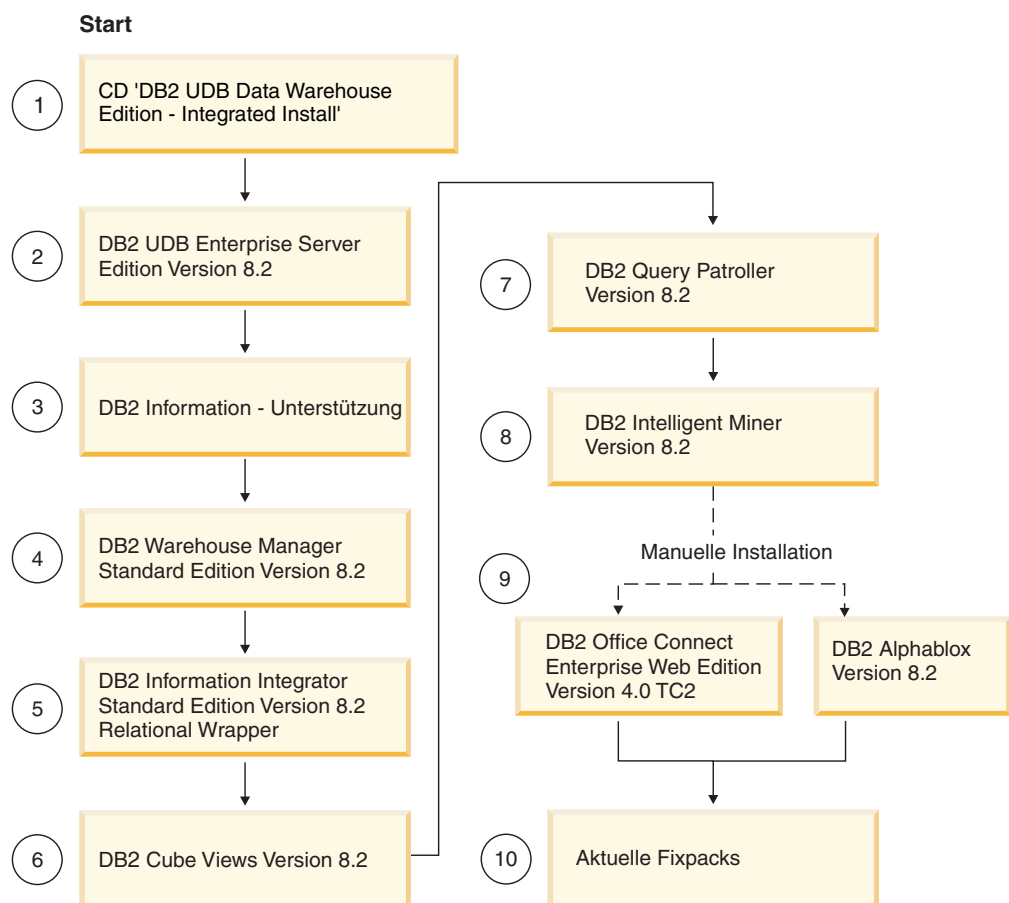 Start
1
CD 'DB2 UDB Data Warehouse
Edition - Integrated Install'
2
DB2 UDB Enterprise Server
Edition Version 8.2
3
DB2 Information - Unterstützung
4
DB2 Warehouse Manager
Standard Edition Version 8.2
5
DB2 Information Integrator
Standard Edition Version 8.2
Relational Wrapper
6
DB2 Cube Views Version 8.2
7
DB2 Query Patroller
Version 8.2
8
DB2 Intelligent Miner
Version 8.2
Manuelle Installation
9
DB2 Office Connect
Enterprise Web Edition
Version 4.0 TC2
DB2 Alphablox
Version 8.2
10
Aktuelle Fixpacks